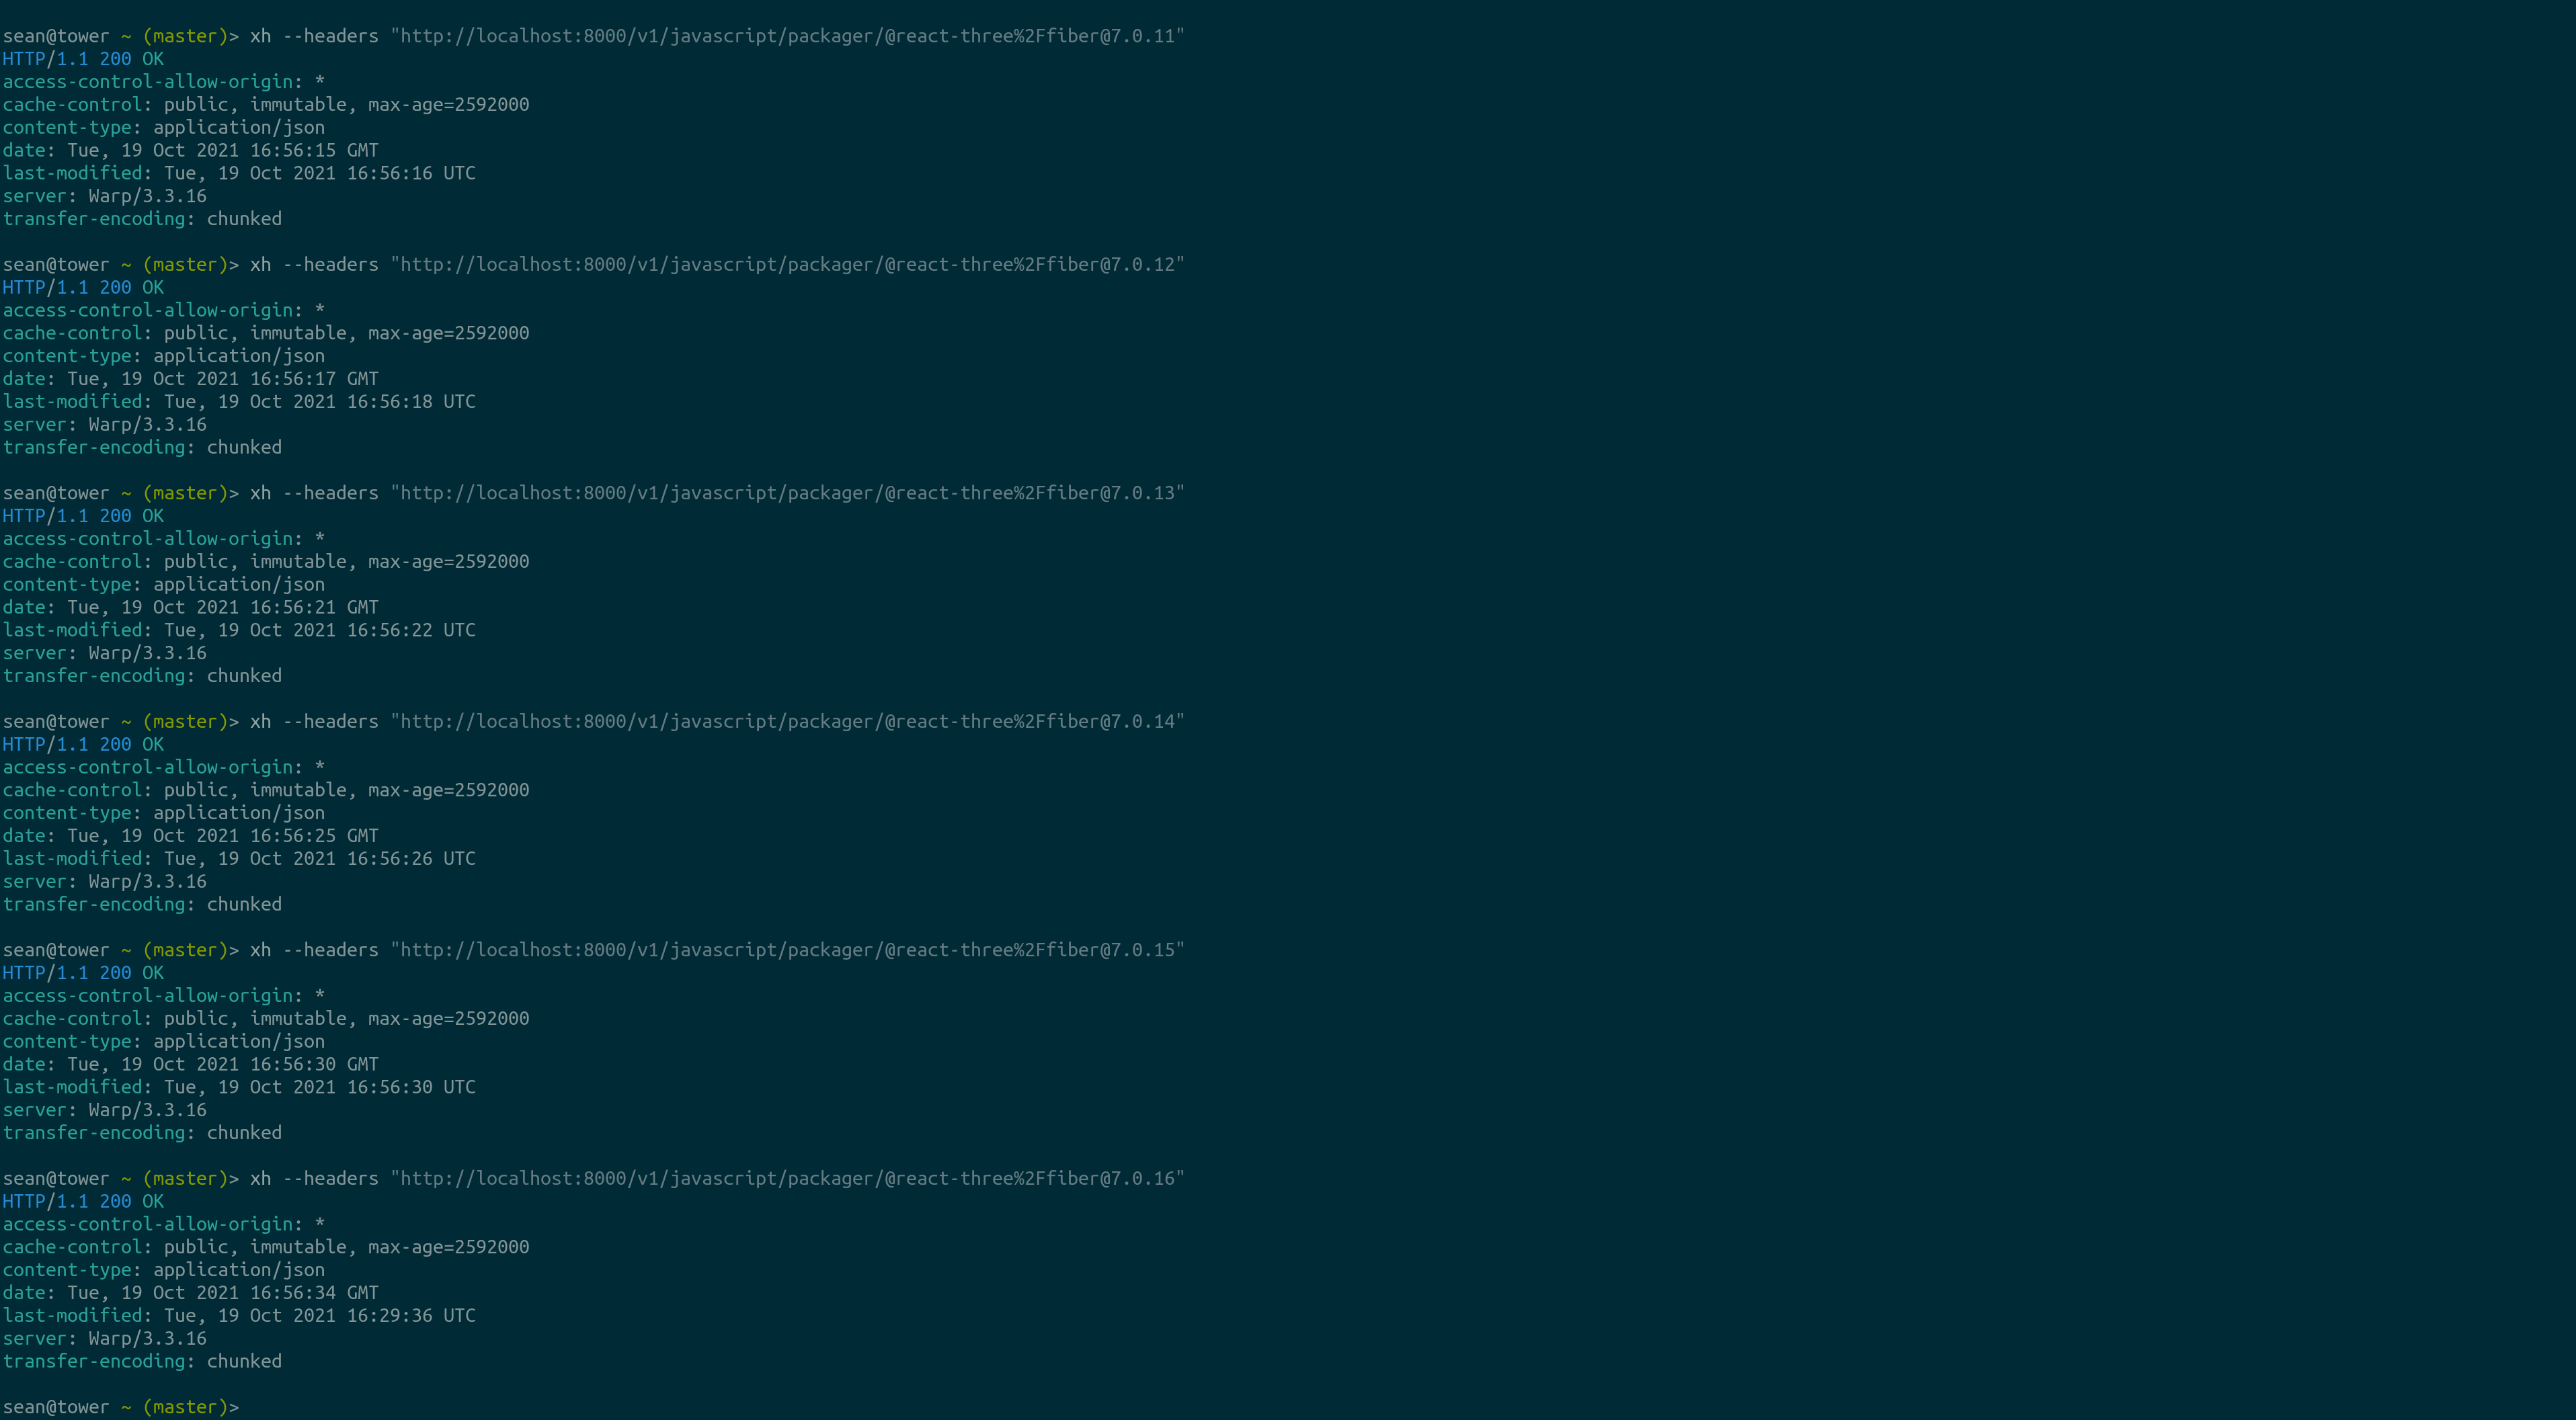 sean@tower ~ (master)> xh --headers "http://localhost:8000/v1/javascript/packager/@react-three%2Ffiber@7.0.11"
HTTP/1.1 200 OK
access-control-allow-origin: *
cache-control: public, immutable, max-age=2592000
content-type: application/json
date: Tue, 19 Oct 2021 16:56:15 GMT
last-modified: Tue, 19 Oct 2021 16:56:16 UTC
server: Warp/3.3.16
transfer-encoding: chunked
sean@tower ~ (master)> xh --headers "http://localhost:8000/v1/javascript/packager/@react-three%2Ffiber@7.0.12"
HTTP/1.1 200 OK
access-control-allow-origin: *
cache-control: public, immutable, max-age=2592000
content-type: application/json
date: Tue, 19 Oct 2021 16:56:17 GMT
last-modified: Tue, 19 Oct 2021 16:56:18 UTC
server: Warp/3.3.16
transfer-encoding: chunked
sean@tower ~ (master)> xh --headers "http://localhost:8000/v1/javascript/packager/@react-three%2Ffiber@7.0.13"
HTTP/1.1 200 OK
access-control-allow-origin: *
cache-control: public, immutable, max-age=2592000
content-type: application/json
date: Tue, 19 Oct 2021 16:56:21 GMT
last-modified: Tue, 19 Oct 2021 16:56:22 UTC
server: Warp/3.3.16
transfer-encoding: chunked
sean@tower ~ (master)> xh --headers "http://localhost:8000/v1/javascript/packager/@react-three%2Ffiber@7.0.14"
HTTP/1.1 200 OK
access-control-allow-origin: *
cache-control: public, immutable, max-age=2592000
content-type: application/json
date: Tue, 19 Oct 2021 16:56:25 GMT
last-modified: Tue, 19 Oct 2021 16:56:26 UTC
server: Warp/3.3.16
transfer-encoding: chunked
sean@tower ~ (master)> xh --headers "http://localhost:8000/v1/javascript/packager/@react-three%2Ffiber@7.0.15"
HTTP/1.1 200 OK
access-control-allow-origin: *
cache-control: public, immutable, max-age=2592000
content-type: application/json
date: Tue, 19 Oct 2021 16:56:30 GMT
last-modified: Tue, 19 Oct 2021 16:56:30 UTC
server: Warp/3.3.16
transfer-encoding: chunked
sean@tower ~ (master)> xh --headers "http://localhost:8000/v1/javascript/packager/@react-three%2Ffiber@7.0.16"
HTTP/1.1 200 OK
access-control-allow-origin: *
cache-control: public, immutable, max-age=2592000
content-type: application/json
date: Tue, 19 Oct 2021 16:56:34 GMT
last-modified: Tue, 19 Oct 2021 16:29:36 UTC
server: Warp/3.3.16
transfer-encoding: chunked
sean@tower ~ (master)>